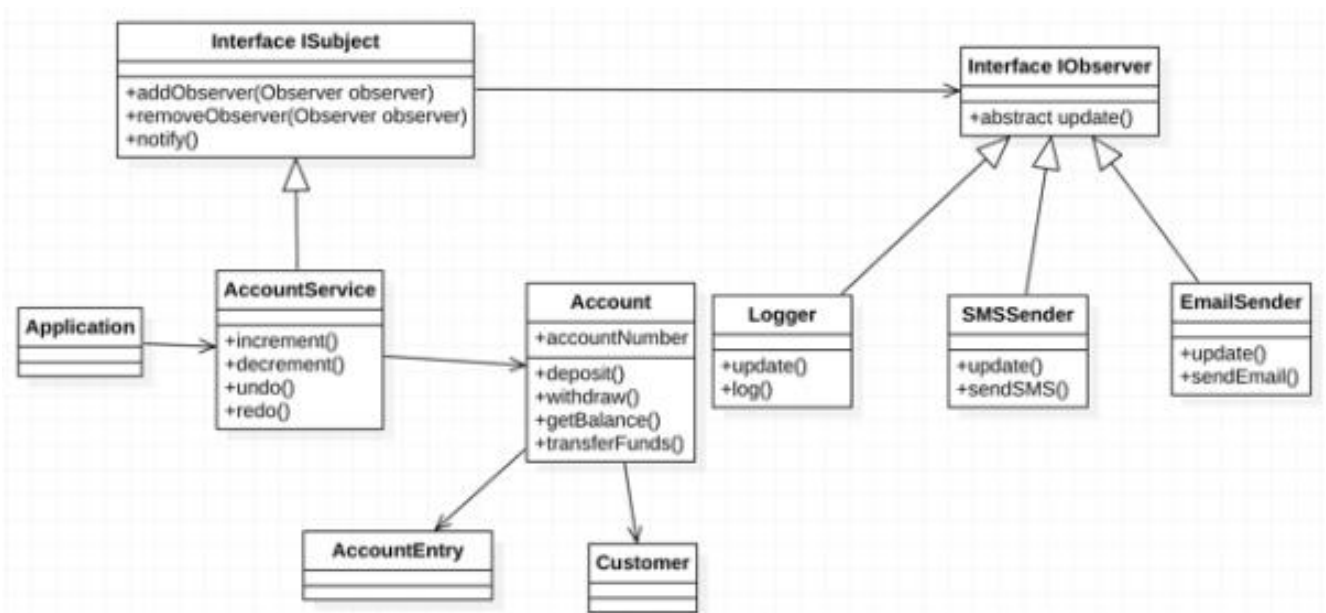 Interface ISubject
+addObserver(Observer observer)
+removeObserver(Observer observer)
+notify()
Interface IObserver
+abstract update()
Application
AccountService
+increment()
+decrement()
+undo()
+redo()
Account
+accountNumber
+deposit()
+withdraw()
+getBalance()
+transferFunds()
Logger
+update()
+log()
SMSSender
+update()
+sendSMS()
EmailSender
+update()
+sendEmail()
AccountEntry
Customer